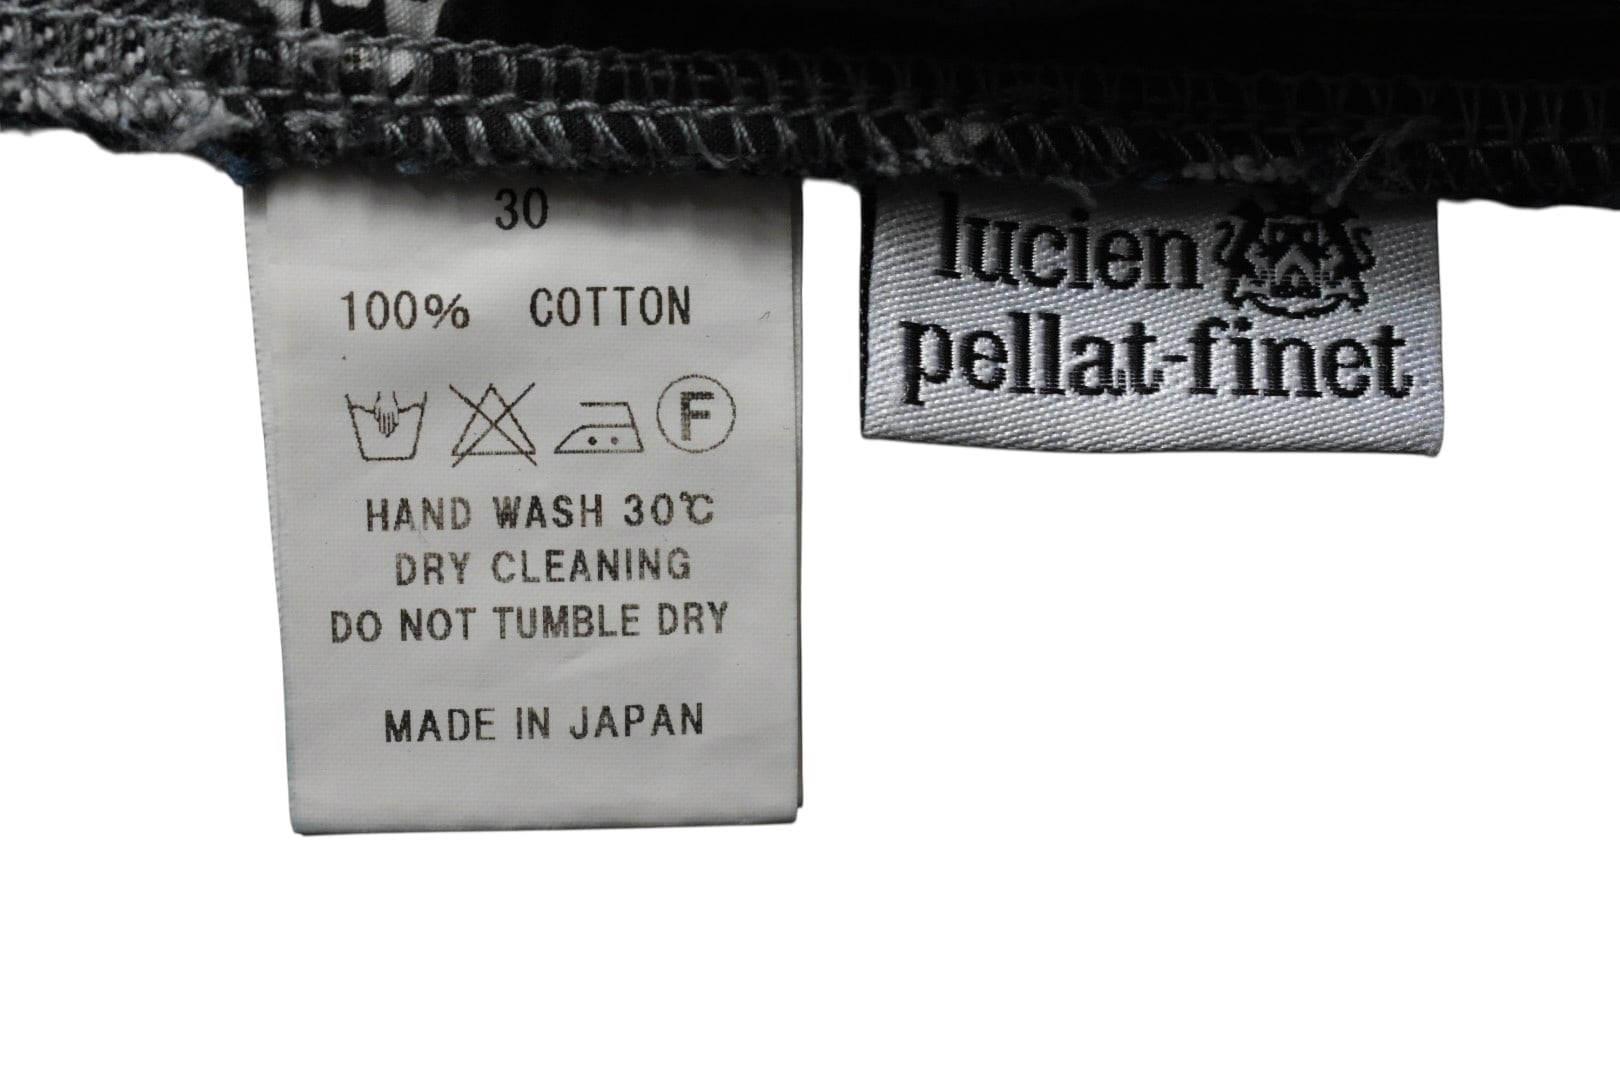 30
100% COTTON
F
HAND WASH 30℃
DRY CLEANING
DO NOT TUMBLE DRY
MADE IN JAPAN
lucien
pellat-finet